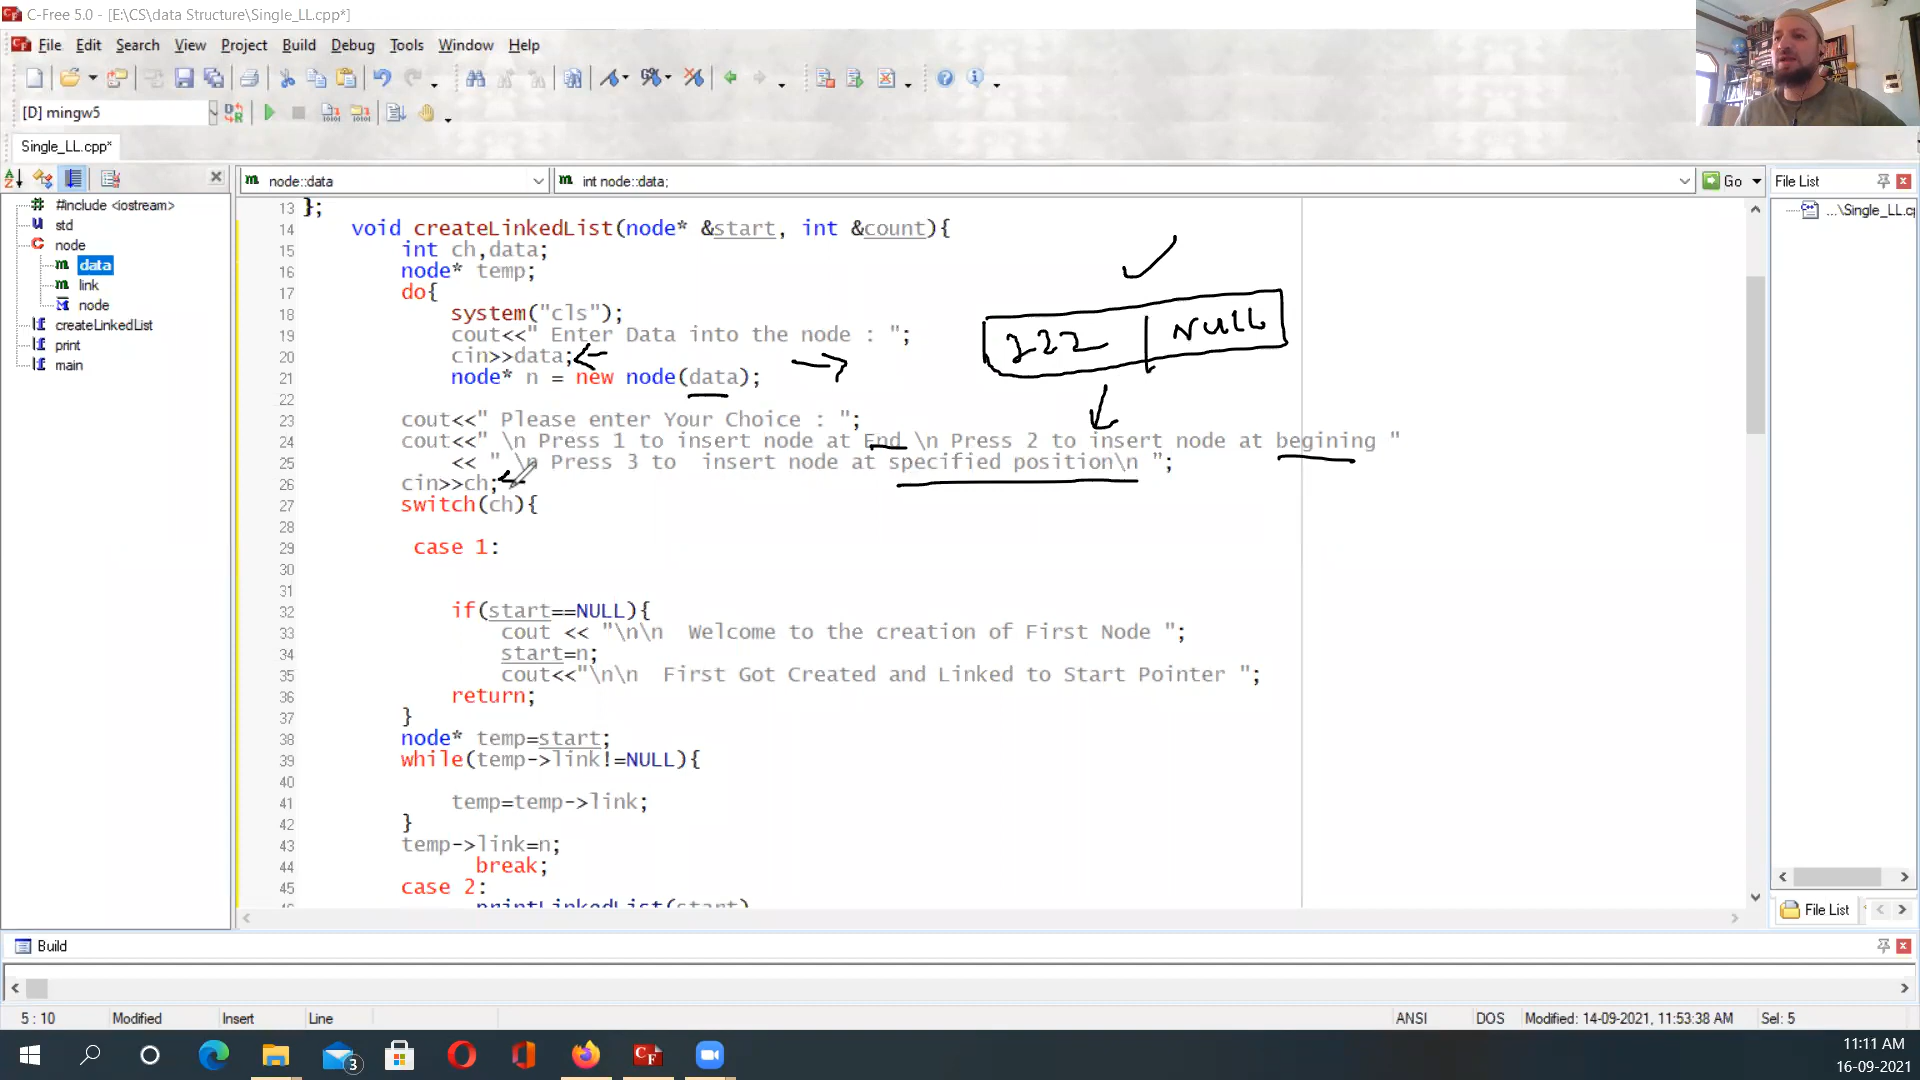 C-Free 5.0 - [E:\CS\data Structure\Single_LL.cpp*]
File Edit Search View Project Build Debug Tools Window Help
[D] mingw5
Single_LL.cpp*
node::data
int node::data;
Go
File List
#include <iostream>
std
node
data
link
node
createLinkedList
print
main
...\Single_LL.cp
13 };
14 void createLinkedList(node* &start, int &count){
15 int ch,data;
16 node* temp;
17 do{
18 system("cls");
19 cout<<" Enter Data into the node : ";
20 cin>>data;
21 node* n = new node(data);
22
23 cout<<" Please enter Your Choice : ";
24 cout<<" \n Press 1 to insert node at End \n Press 2 to insert node at begining "
25 << " \n Press 3 to insert node at specified position\n ";
26 cin>>ch;
27 switch(ch){
28
29 case 1:
30
31
32 if(start==NULL){
33 cout << "\n\n Welcome to the creation of First Node ";
34 start=n;
35 cout<<"\n\n First Got Created and Linked to Start Pointer ";
36 return;
37 }
38 node* temp=start;
39 while(temp->link!=NULL){
40
41 temp=temp->link;
42 }
43 temp->link=n;
44 break;
45 case 2:
printLinkedList(start)
222 NULL
File List
Build
5 : 10 Modified Insert Line ANSI DOS Modified: 14-09-2021, 11:53:38 AM Sel: 5
3
CF
11:11 AM
16-09-2021